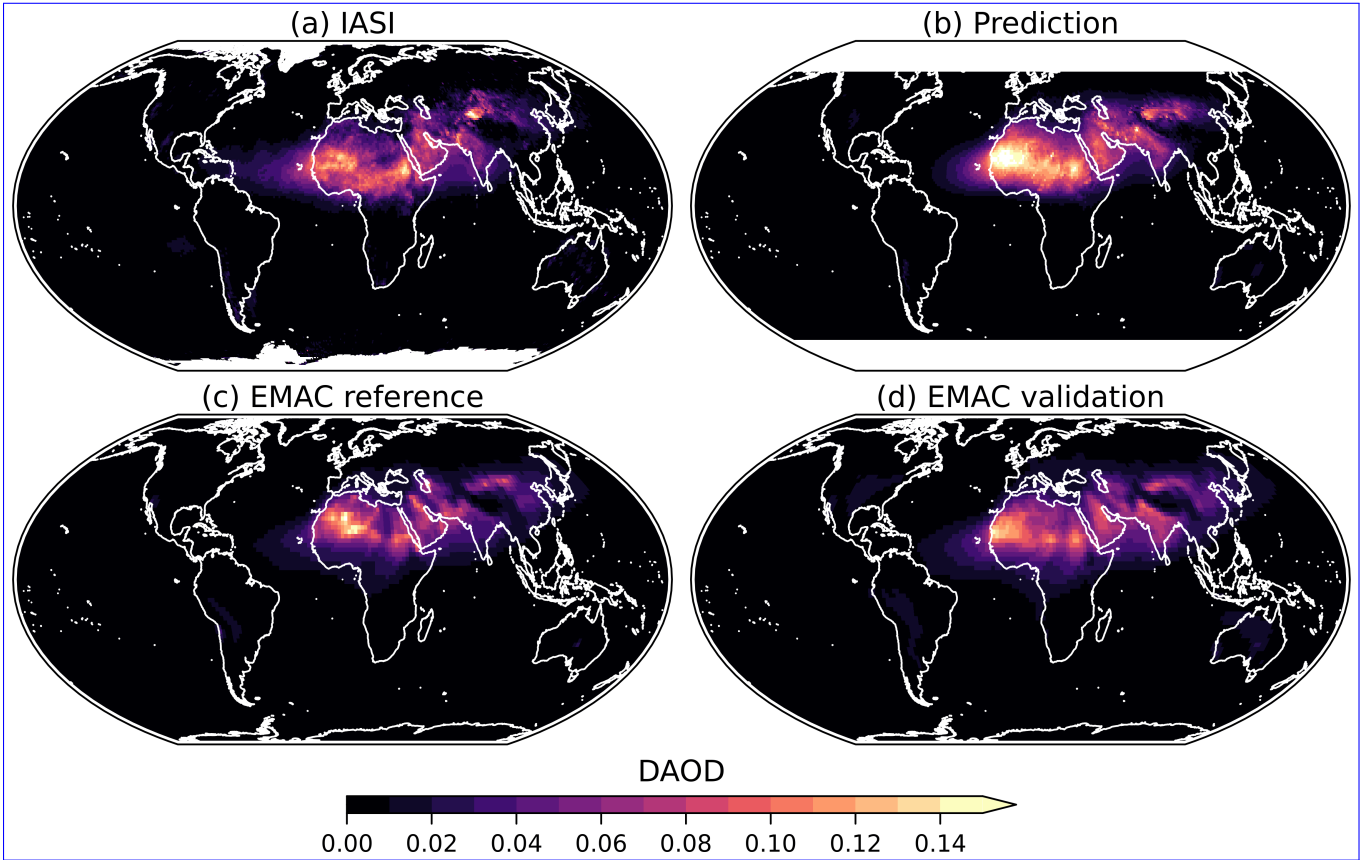 (a) IASI
(b) Prediction
(c) EMAC reference
(d) EMAC validation
DAOD
0.00 0.02 0.04 0.06 0.08 0.10 0.12 0.14